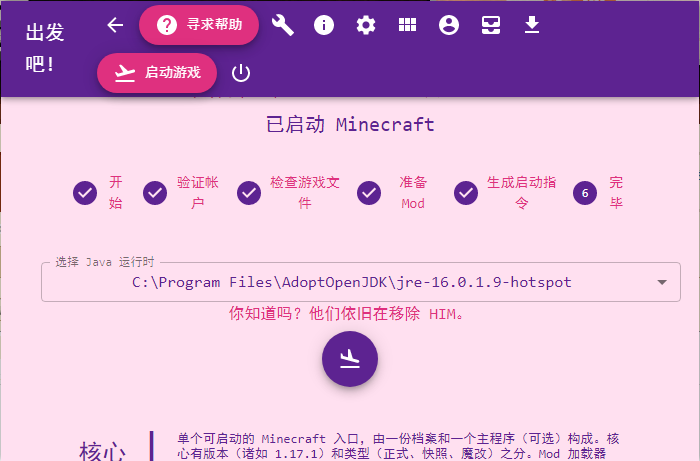 出发
吧!
寻求帮助
启动游戏
已启动 Minecraft
开
始
验证帐
户
检查游戏文
件
准备
Mod
生成启动指
令
6
完
毕
选择 Java 运行时
C:\Program Files\AdoptOpenJDK\jre-16.0.1.9-hotspot
你知道吗? 他们依旧在移除 HIM。
核心
单个可启动的 Minecraft 入口, 由一份档案和一个主程序 (可选) 构成。核
心有版本 (诸如 1.17.1) 和类型 (正式、快照、魔改) 之分。Mod 加载器